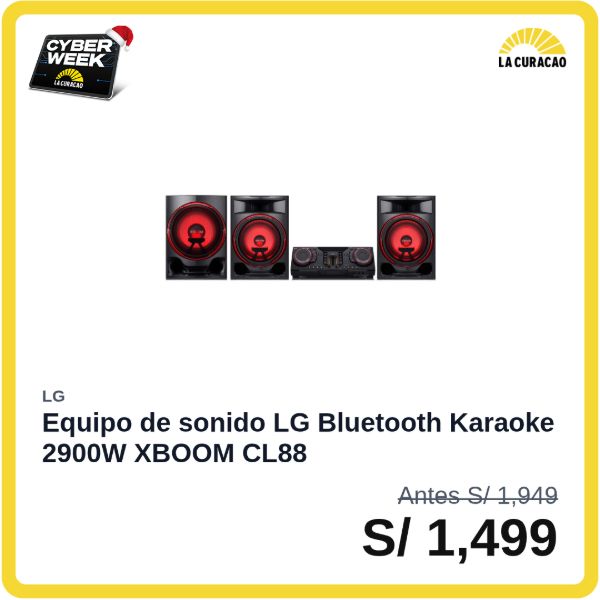 CYBER
WEEK
LA CURACAO
LA CURACAO
LG
Equipo de sonido LG Bluetooth Karaoke
2900W XBOOM CL88
Antes S/ 1,949
S/ 1,499